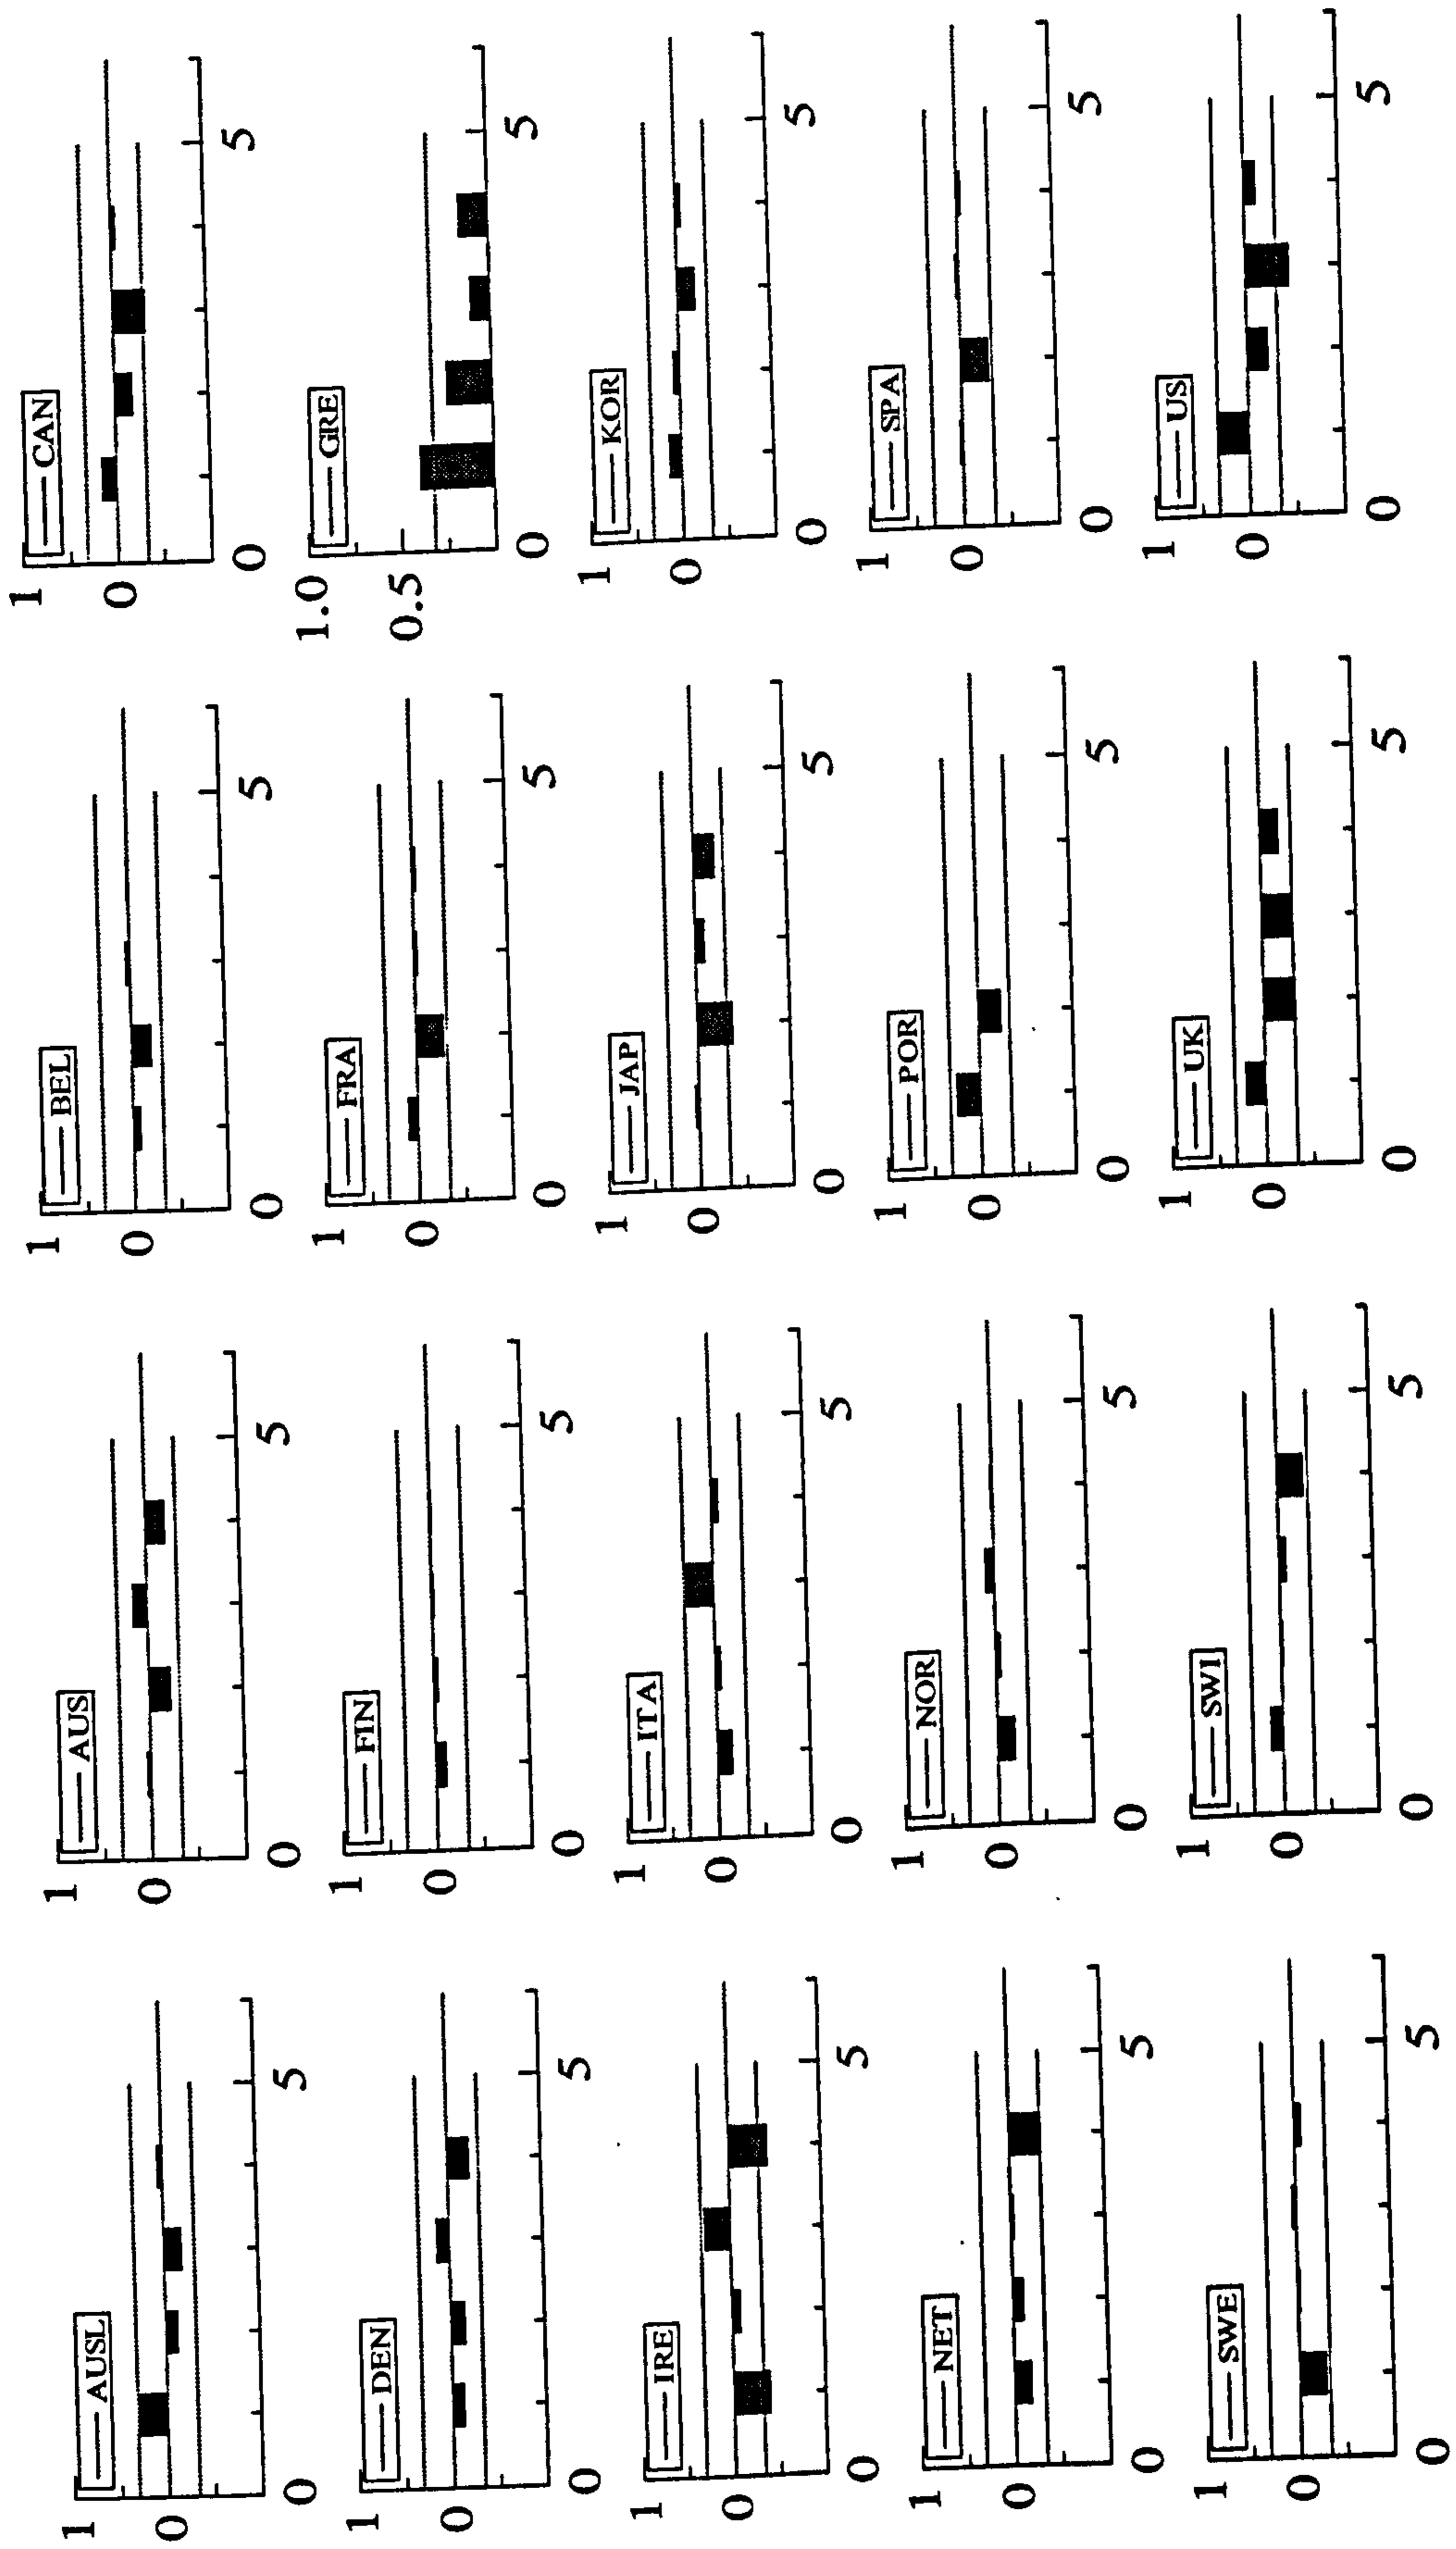 1 AUSL 1 AUS 1 BEL 1 CAN
0 0 0 0
0 5 0 5 0 5 0 5
1 DEN 1 FIN 1 FRA 1.0 GRE
0 0 0 0.5
0 5 0 5 0 5 0 5
1 IRE 1 ITA 1 JAP 1 KOR
0 0 0 0
0 5 0 5 0 5 0 5
1 NET 1 NOR 1 POR 1 SPA
0 0 0 0
0 5 0 5 0 5 0 5
1 SWE 1 SWI 1 UK 1 US
0 0 0 0
0 5 0 5 0 5 0 5